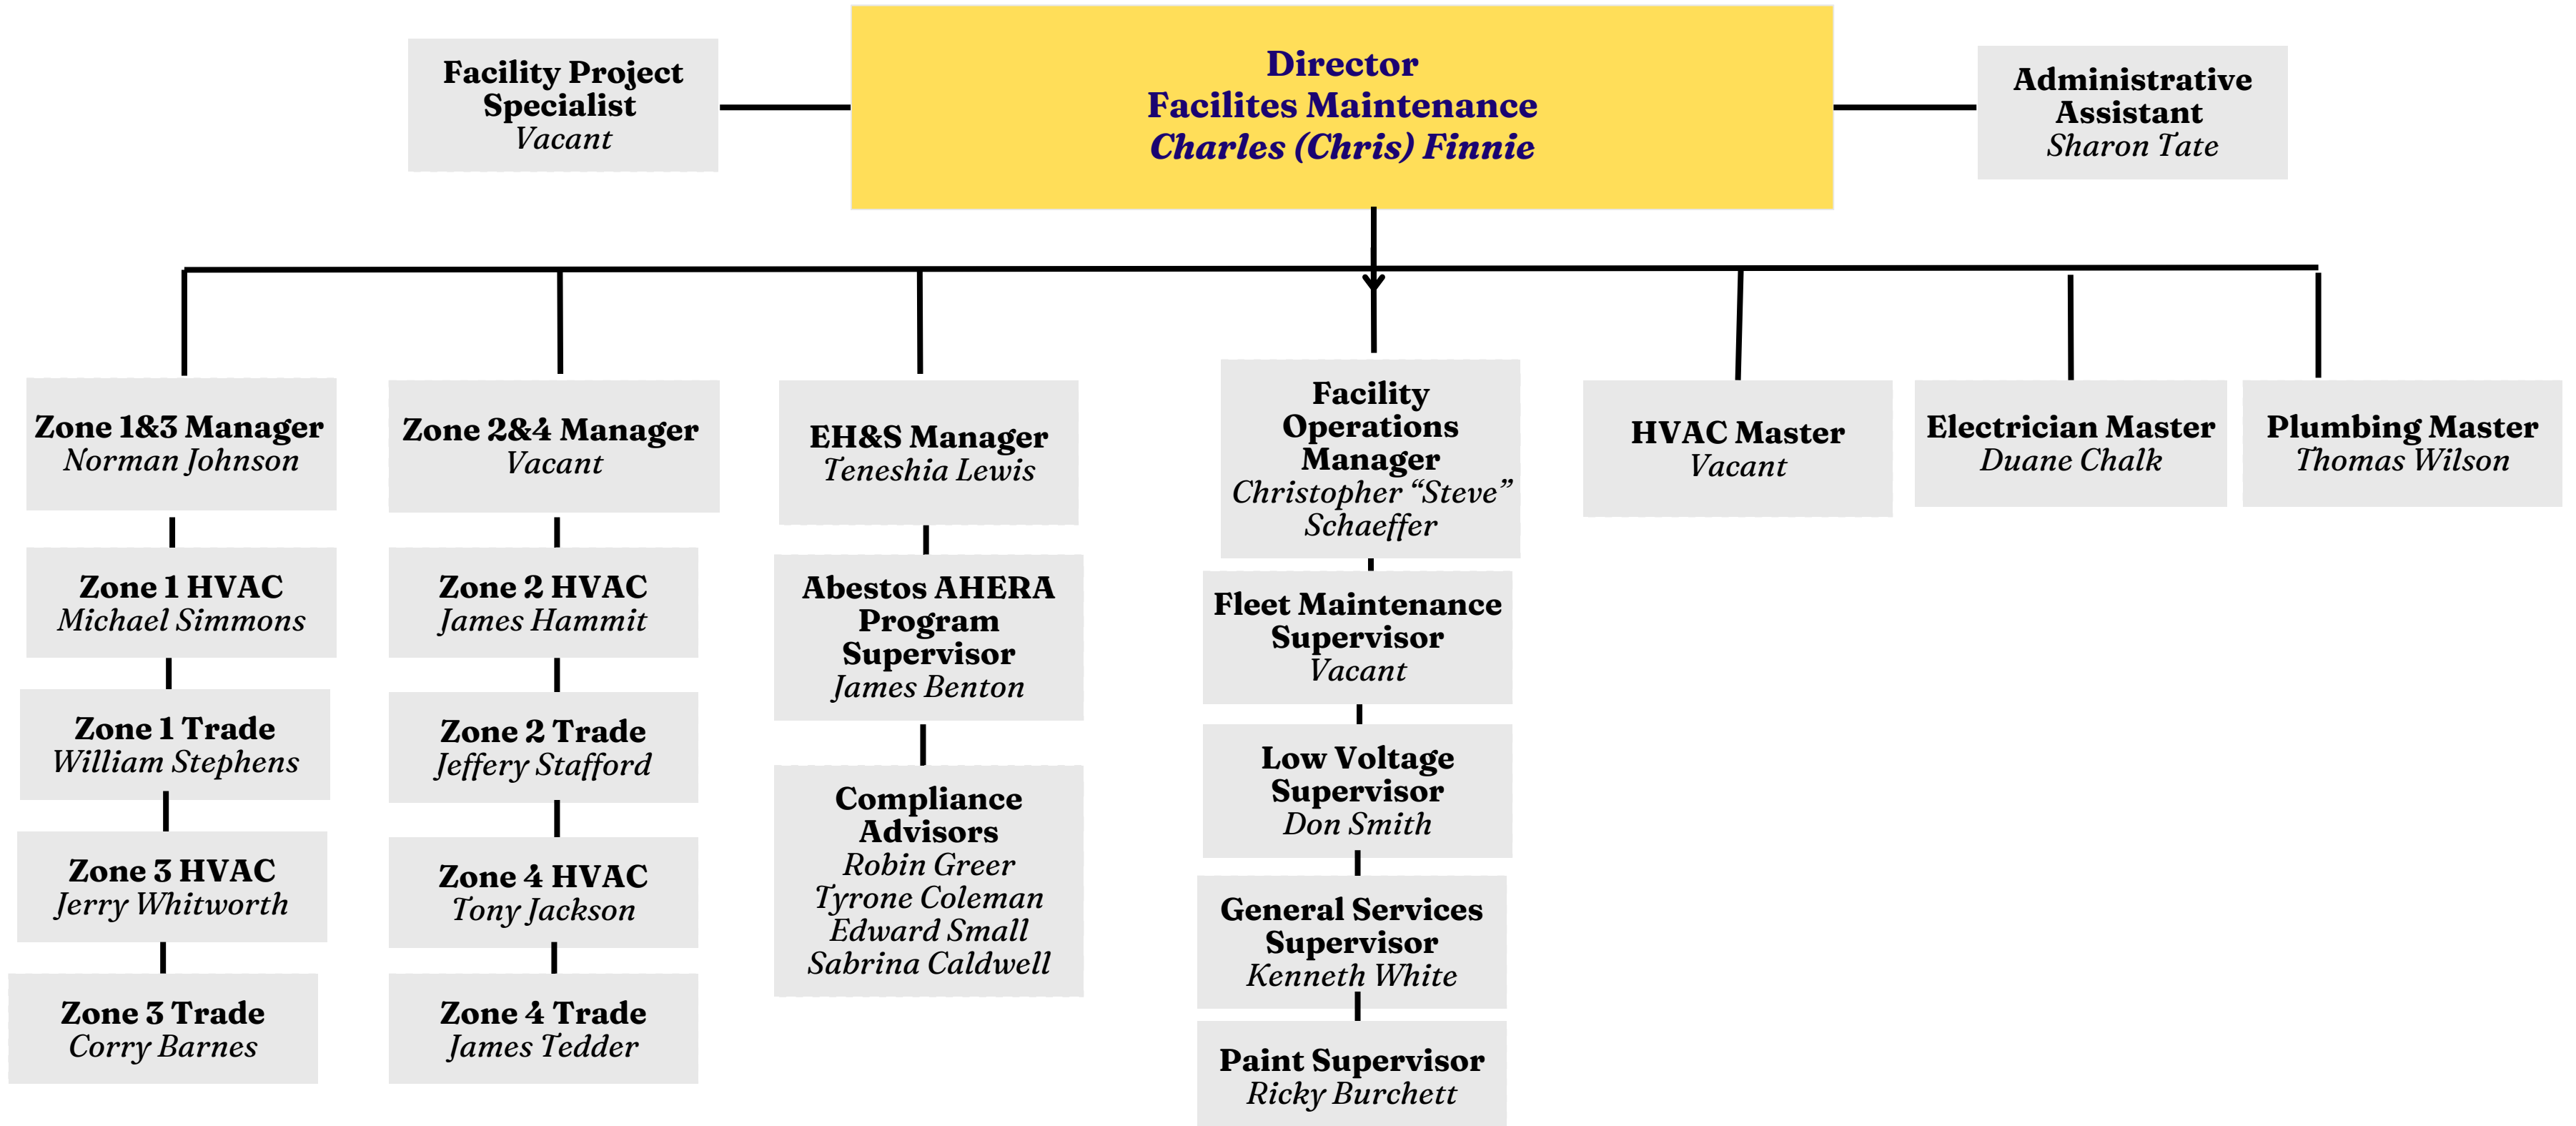 Facility Project
Specialist
Vacant
Director
Facilites Maintenance
Charles (Chris) Finnie
Administrative
Assistant
Sharon Tate
Zone 1&3 Manager
Norman Johnson
Zone 1 HVAC
Michael Simmons
Zone 1 Trade
William Stephens
Zone 3 HVAC
Jerry Whitworth
Zone 3 Trade
Corry Barnes
Zone 2&4 Manager
Vacant
Zone 2 HVAC
James Hammit
Zone 2 Trade
Jeffery Stafford
Zone 4 HVAC
Tony Jackson
Zone 4 Trade
James Tedder
EH&S Manager
Teneshia Lewis
Abestos AHERA
Program
Supervisor
James Benton
Compliance
Advisors
Robin Greer
Tyrone Coleman
Edward Small
Sabrina Caldwell
Facility
Operations
Manager
Christopher “Steve”
Schaeffer
Fleet Maintenance
Supervisor
Vacant
Low Voltage
Supervisor
Don Smith
General Services
Supervisor
Kenneth White
Paint Supervisor
Ricky Burchett
HVAC Master
Vacant
Electrician Master
Duane Chalk
Plumbing Master
Thomas Wilson